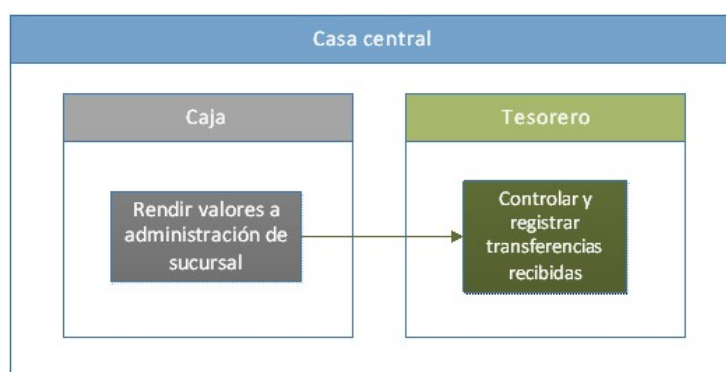 Casa central
Caja
Tesorero
Rendir valores a
administración de
sucursal
Controlar y
registrar
transferencias
recibidas